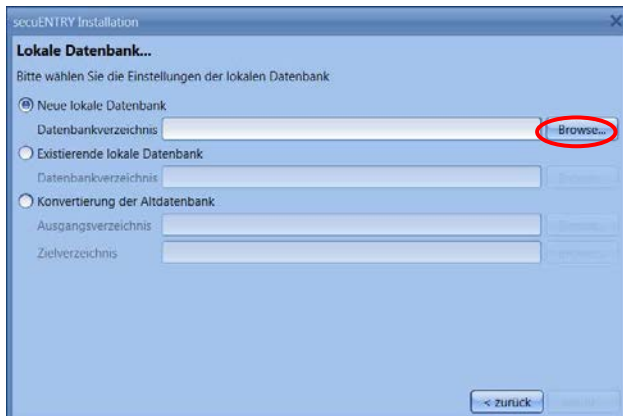 secuENTRY Installation
Lokale Datenbank...
Bitte wählen Sie die Einstellungen der lokalen Datenbank
Neue lokale Datenbank
Datenbankverzeichnis Browse...
Existierende lokale Datenbank
Datenbankverzeichnis
Konvertierung der Altdatenbank
Ausgangsverzeichnis
Zielverzeichnis
< zurück